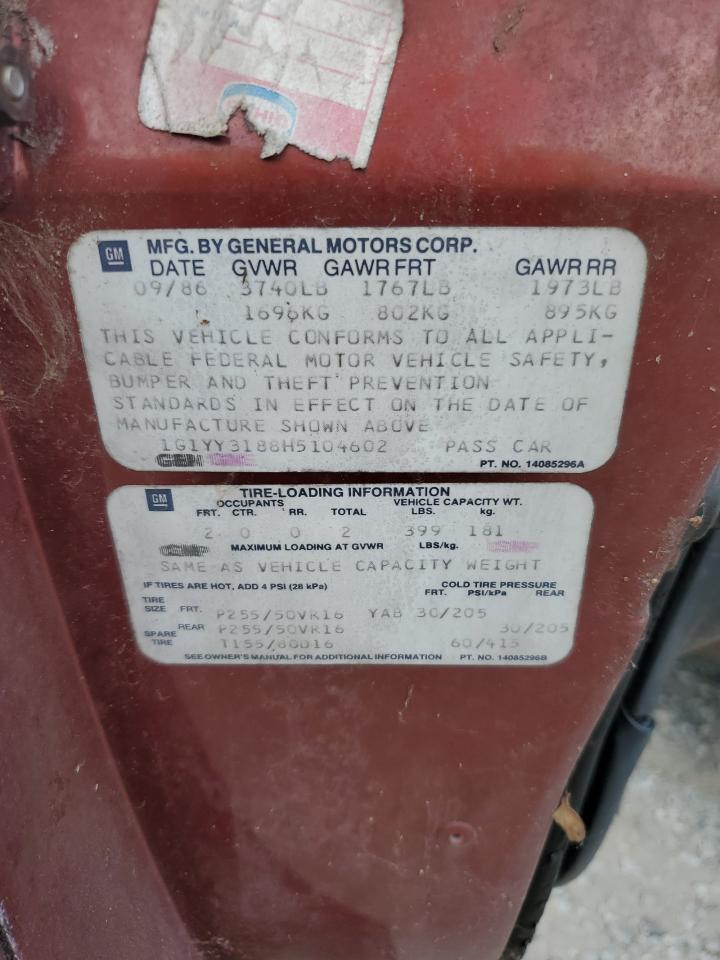 GM MFG. BY GENERAL MOTORS CORP.
DATE GVWR GAWR FRT GAWR RR
09/86 3740LB 1767LB 1973LB
1696KG 802KG 895KG
THIS VEHICLE CONFORMS TO ALL APPLI-
CABLE FEDERAL MOTOR VEHICLE SAFETY,
BUMPER AND THEFT PREVENTION
STANDARDS IN EFFECT ON THE DATE OF
MANUFACTURE SHOWN ABOVE
1G1YY3188H5104602 PASS CAR
PT. NO. 14085296A
GM TIRE-LOADING INFORMATION
OCCUPANTS VEHICLE CAPACITY WT.
FRT. CTR. RR. TOTAL LBS. kg.
2 0 0 2 399 181
MAXIMUM LOADING AT GVWR LBS/kg.
SAME AS VEHICLE CAPACITY WEIGHT
IF TIRES ARE HOT, ADD 4 PSI (28 kPa) COLD TIRE PRESSURE
FRT. PSI/kPa REAR
TIRE SIZE FRT. P255/50VR16 YAB 30/205
REAR P255/50VR16 30/205
SPARE TIRE T155/80D16 60/415
SEE OWNER'S MANUAL FOR ADDITIONAL INFORMATION PT. NO. 14085296B